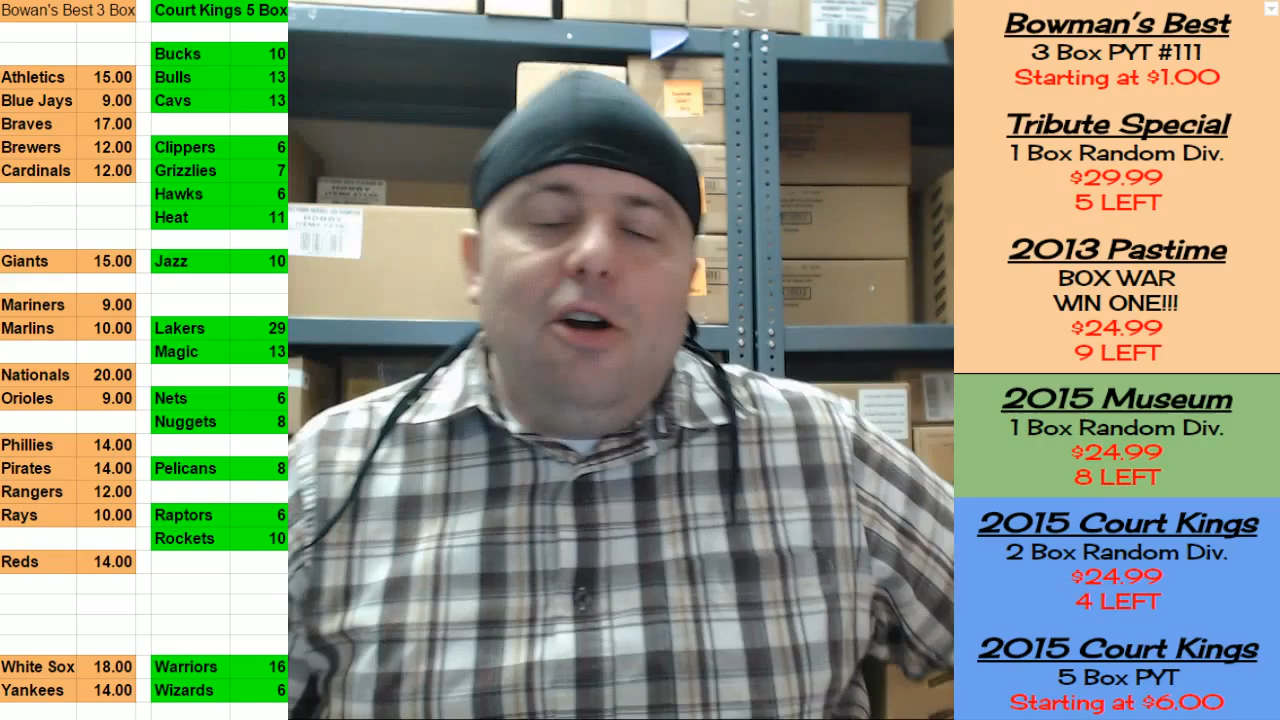 Bowan's Best 3 Box Court Kings 5 Box
Bucks 10
Athletics 15.00 Bulls 13
Blue Jays 9.00 Cavs 13
Braves 17.00
Brewers 12.00 Clippers 6
Cardinals 12.00 Grizzlies 7
Hawks 6
Heat 11
Giants 15.00 Jazz 10
Mariners 9.00
Marlins 10.00 Lakers 29
Magic 13
Nationals 20.00
Orioles 9.00 Nets 6
Nuggets 8
Phillies 14.00
Pirates 14.00 Pelicans 8
Rangers 12.00
Rays 10.00 Raptors 6
Rockets 10
Reds 14.00
White Sox 18.00 Warriors 16
Yankees 14.00 Wizards 6
HOBBY
HOBBY
Bowman's Best
3 Box PYT #111
Starting at $1.00
Tribute Special
1 Box Random Div.
$29.99
5 LEFT
2013 Pastime
BOX WAR
WIN ONE!!!
$24.99
9 LEFT
2015 Museum
1 Box Random Div.
$24.99
8 LEFT
2015 Court Kings
2 Box Random Div.
$24.99
4 LEFT
2015 Court Kings
5 Box PYT
Starting at $6.00